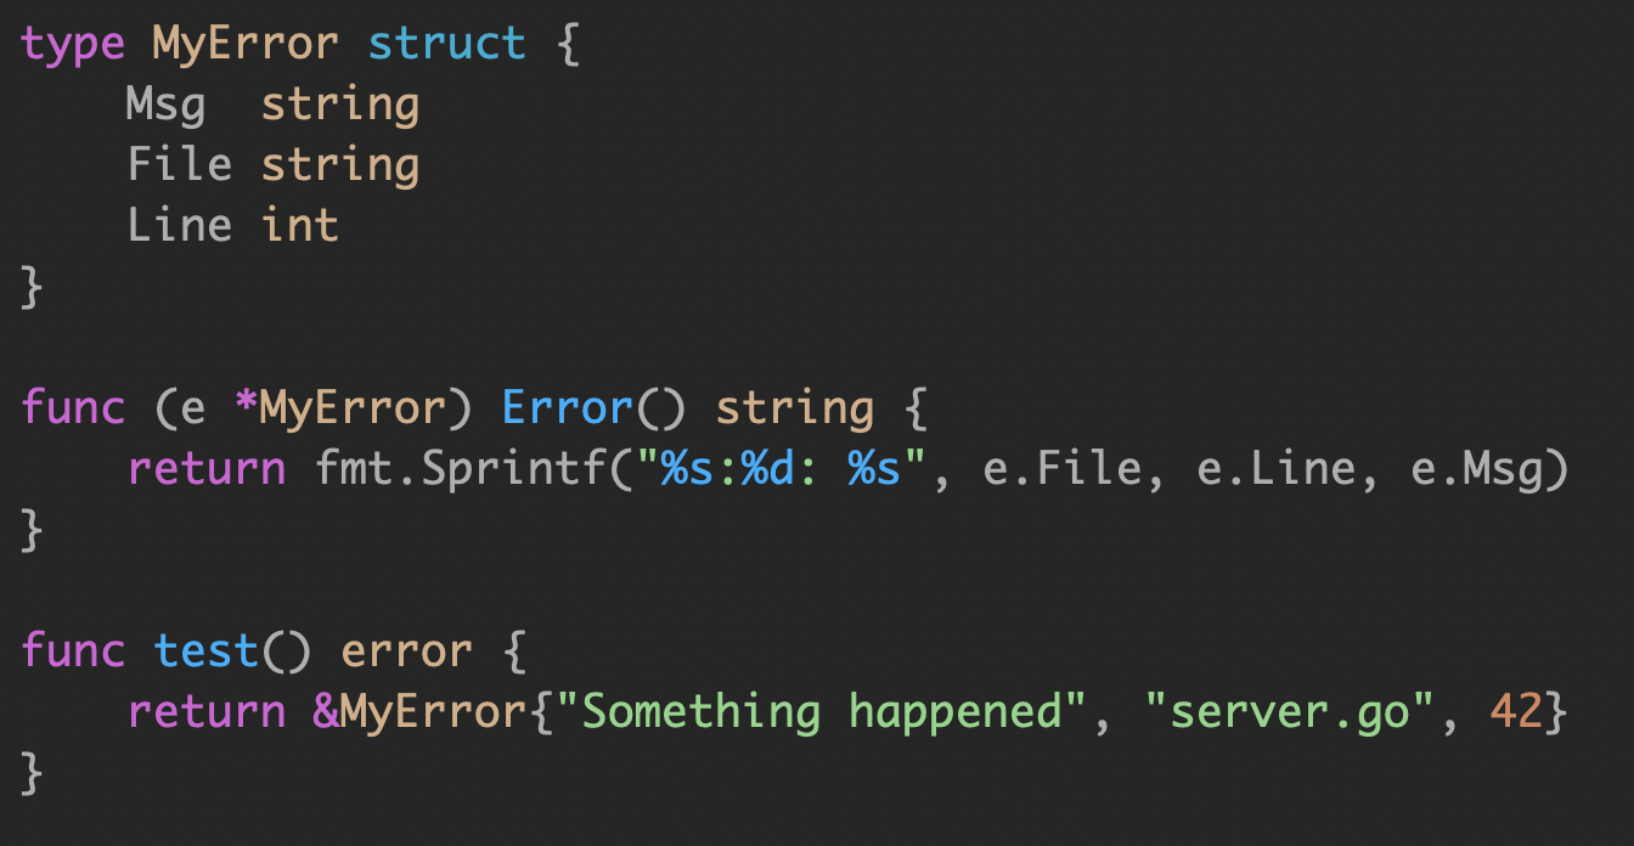 type MyError struct {
    Msg  string
    File string
    Line int
}

func (e *MyError) Error() string {
    return fmt.Sprintf("%s:%d: %s", e.File, e.Line, e.Msg)
}

func test() error {
    return &MyError{"Something happened", "server.go", 42}
}